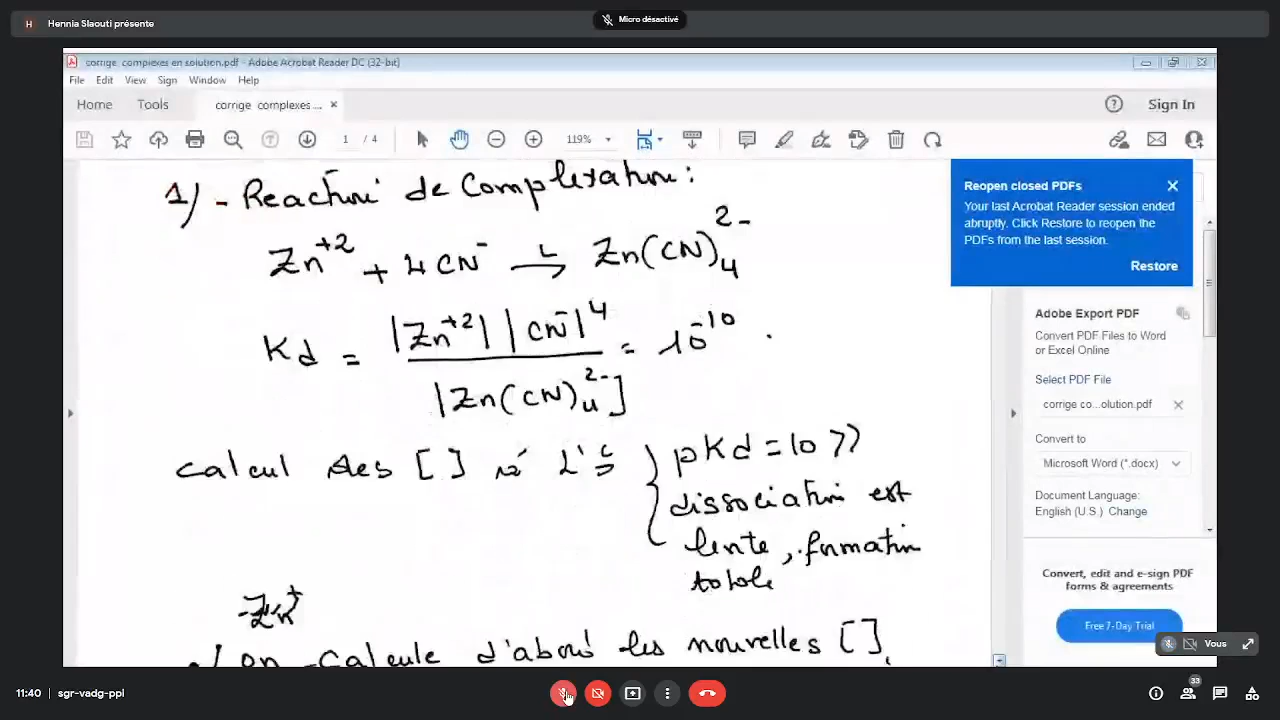 Hennia Slaouti présente
Micro désactivé
corrige complexes en solution.pdf - Adobe Acrobat Reader DC (32-bit)
File Edit View Sign Window Help
Home Tools corrige complexes ... ×
Sign In
1 / 4
119%
1) - Reaction de Complexation:
Zn+2 + 4 CN- ⇌ Zn(CN)4 2-
Kd = |Zn+2| |CN-|4 / |Zn(CN)4 2-] = 10-10 .
calcul des [ ] à l'⇌ { pKd = 10 >>
dissociation est
lente, formation
totale
on calcule d'abord les nouvelles [ ],
Reopen closed PDFs
Your last Acrobat Reader session ended
abruptly. Click Restore to reopen the
PDFs from the last session.
Restore
Adobe Export PDF
Convert PDF Files to Word
or Excel Online
Select PDF File
corrige co...olution.pdf
Convert to
Microsoft Word (*.docx)
Document Language:
English (U.S.) Change
Convert, edit and e-sign PDF
forms & agreements
Free 7-Day Trial
Vous
11:40 sgr-vadg-ppl
33